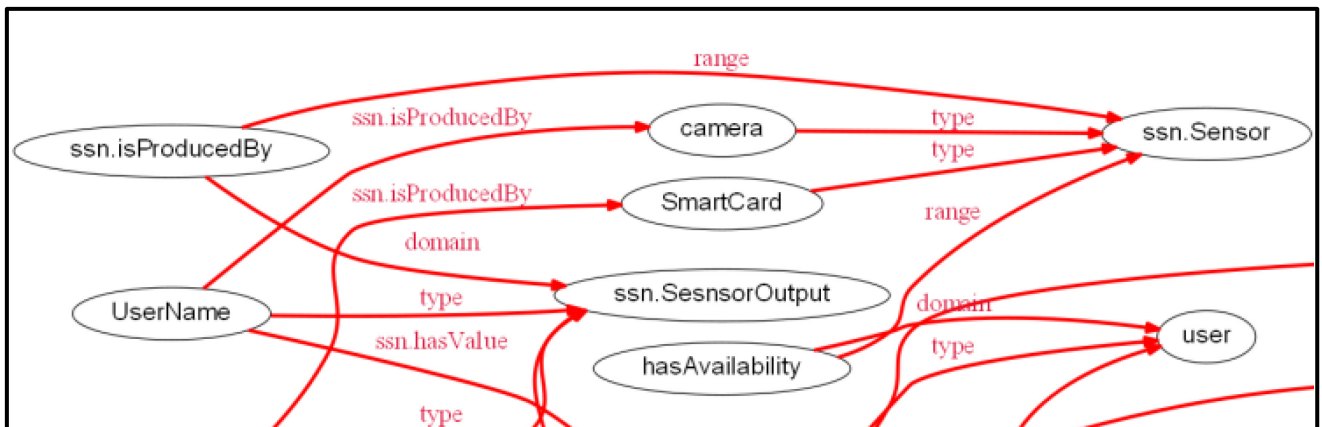 range
ssn.isProducedBy
camera
type
ssn.Sensor
ssn.isProducedBy
type
ssn.isProducedBy
SmartCard
range
domain
UserName
type
ssn.SesnsorOutput
domain
ssn.hasValue
hasAvailability
type
user
type